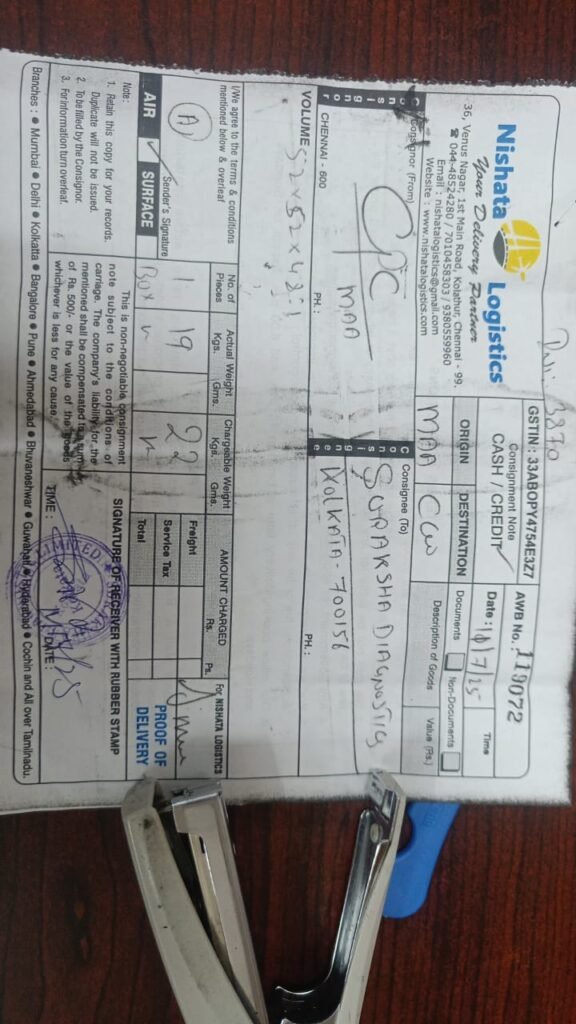 Nishata Logistics
Your Delivery Partner
36, Venus Nagar, 1st Main Road, Kolathur, Chennai - 99.
☎ 044-48524280 / 7010458303 / 9380559960
Email : nishatalogistics@gmail.com
Website : www.nishatalogistics.com
GSTIN : 33ABOPY4754E3Z7
AWB No.: 119072
Consignment Note
CASH / CREDIT
Date : 11/7/25
Time
ORIGIN
DESTINATION
MAA
CCU
Documents
Non-Documents
Description of Goods
Value (Rs.)
Consignor (From)
CPC
MAA
CHENNAI - 600
PH :
Consignee (To)
SURAKSHA DIAGNOSTIC
KOLKATA - 700156
PH. :
VOLUME 52x52x42=1
I/We agree to the terms & conditions
mentioned below & overleaf
Sender's Signature
No. of Pieces
Actual Weight
Kgs. Gms.
Chargeable Weight
Kgs. Gms.
AMOUNT CHARGED
Rs. Ps.
For NISHATA LOGISTICS
A
1
19
22
Box
Freight
Service Tax
Total
AIR ✓ SURFACE
PROOF OF
DELIVERY
Note :
1. Retain this copy for your records.
Duplicate will not be issued.
2. To be filled by the Consignor.
3. For information turn overleaf.
This is non-negotiable consignment
note subject to the conditions of
carriage. The company's liability for the
mentioned shall be compensated to a sum
of Rs. 500/- or the value of the goods
whichever is less for any cause.
SIGNATURE OF RECEIVER WITH RUBBER STAMP
TIME :
DATE :
LIMITED
Branches : ● Mumbai ● Delhi ● Kolkatta ● Bangalore ● Pune ● Ahmedabad ● Bhuvaneshwar ● Guwahati ● Hyderabad ● Cochin and All over Tamilnadu.